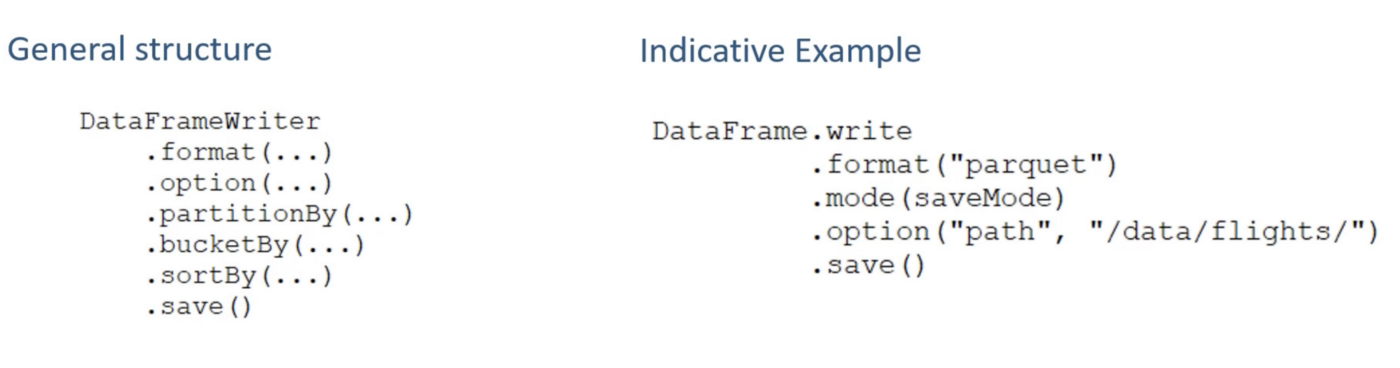 General structure
DataFrameWriter
.format(...)
.option(...)
.partitionBy(...)
.bucketBy(...)
.sortBy(...)
.save()
Indicative Example
DataFrame.write
.format("parquet")
.mode(saveMode)
.option("path", "/data/flights/")
.save()